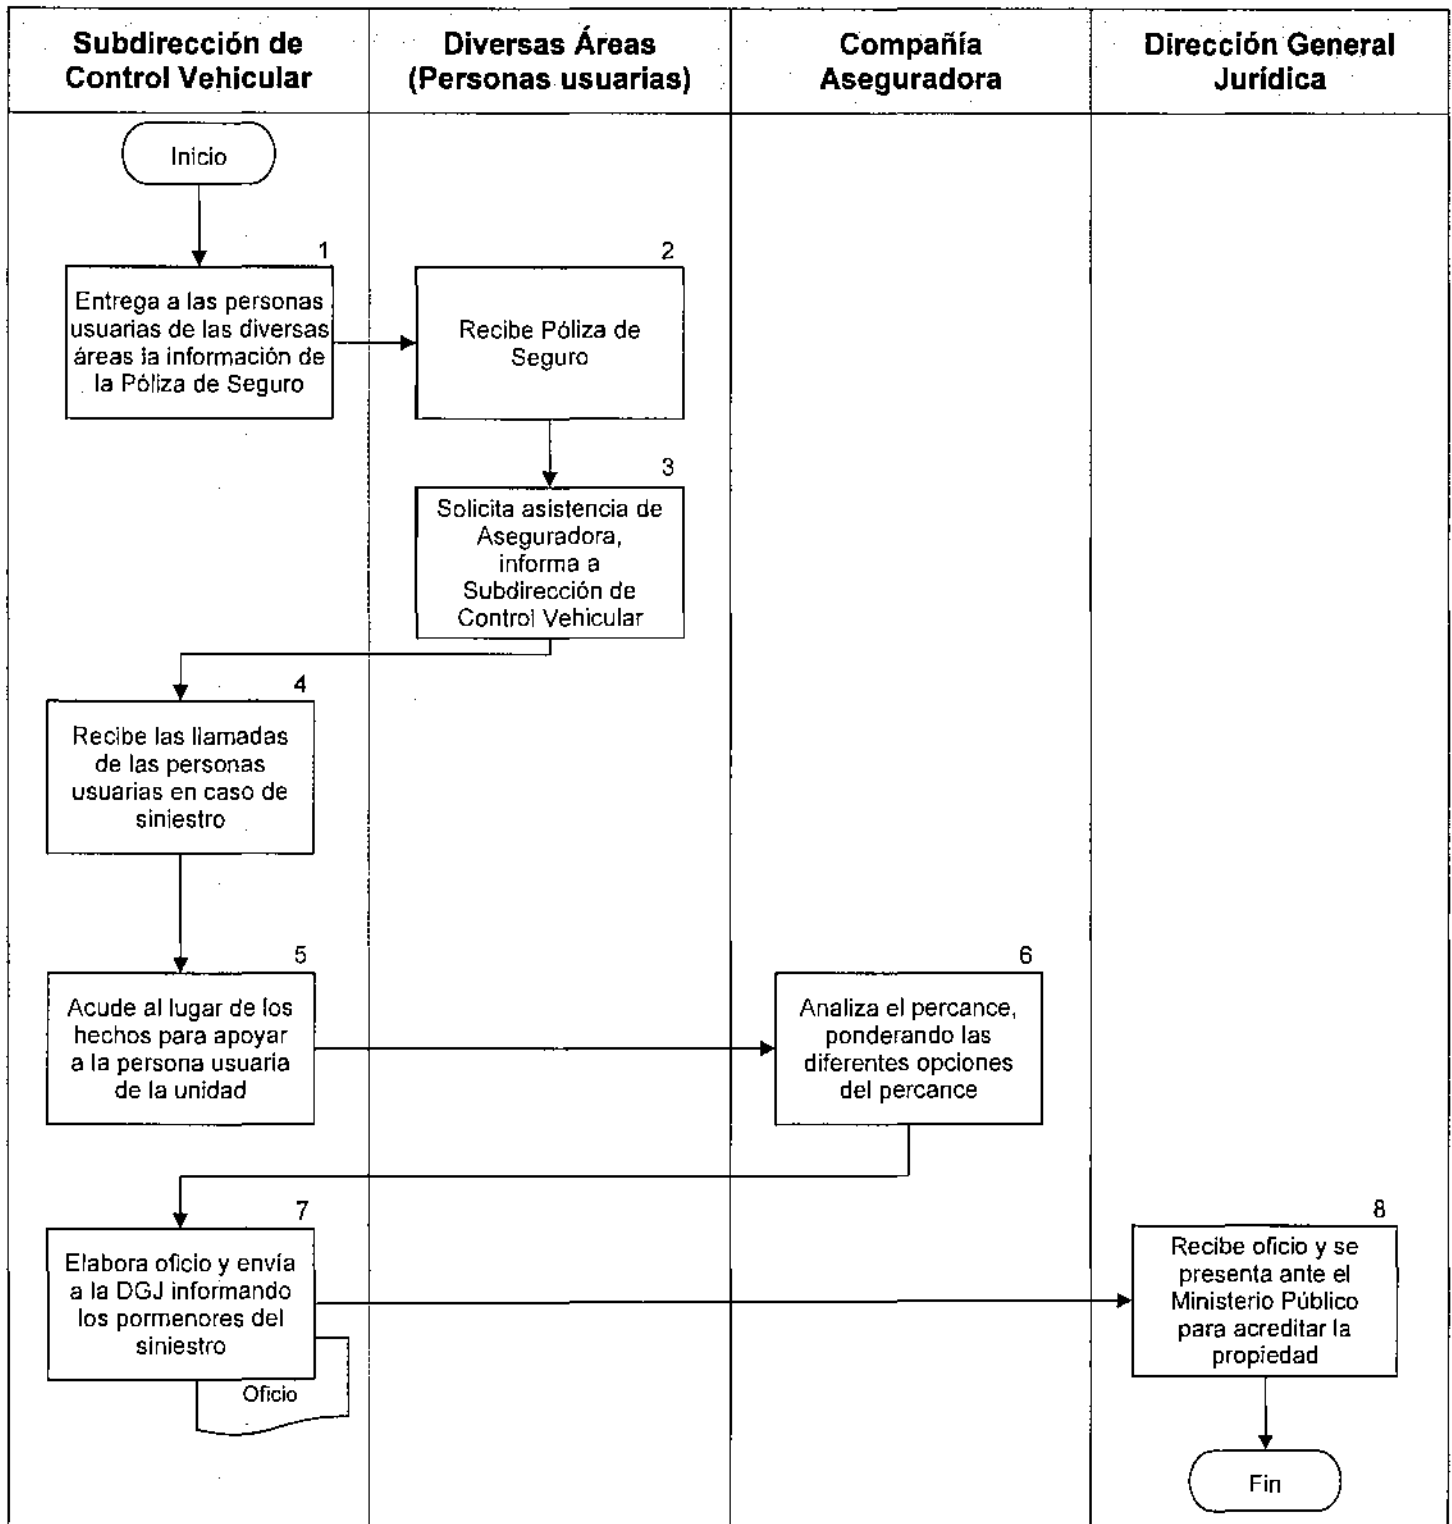 Subdirección de
Control Vehicular
Diversas Áreas
(Personas usuarias)
Compañía
Aseguradora
Dirección General
Jurídica
Inicio
1
Entrega a las personas
usuarias de las diversas
áreas la información de
la Póliza de Seguro
2
Recibe Póliza de
Seguro
3
Solicita asistencia de
Aseguradora,
informa a
Subdirección de
Control Vehicular
4
Recibe las llamadas
de las personas
usuarias en caso de
siniestro
5
Acude al lugar de los
hechos para apoyar
a la persona usuaria
de la unidad
6
Analiza el percance,
ponderando las
diferentes opciones
del percance
7
Elabora oficio y envía
a la DGJ informando
los pormenores del
siniestro
Oficio
8
Recibe oficio y se
presenta ante el
Ministerio Público
para acreditar la
propiedad
Fin